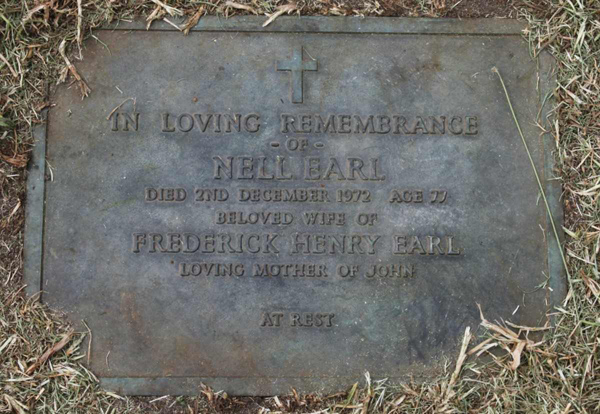 IN LOVING REMEMBRANCE
- OF -
NELL EARL
DIED 2ND DECEMBER 1972 AGE 77
BELOVED WIFE OF
FREDERICK HENRY EARL
LOVING MOTHER OF JOHN
AT REST